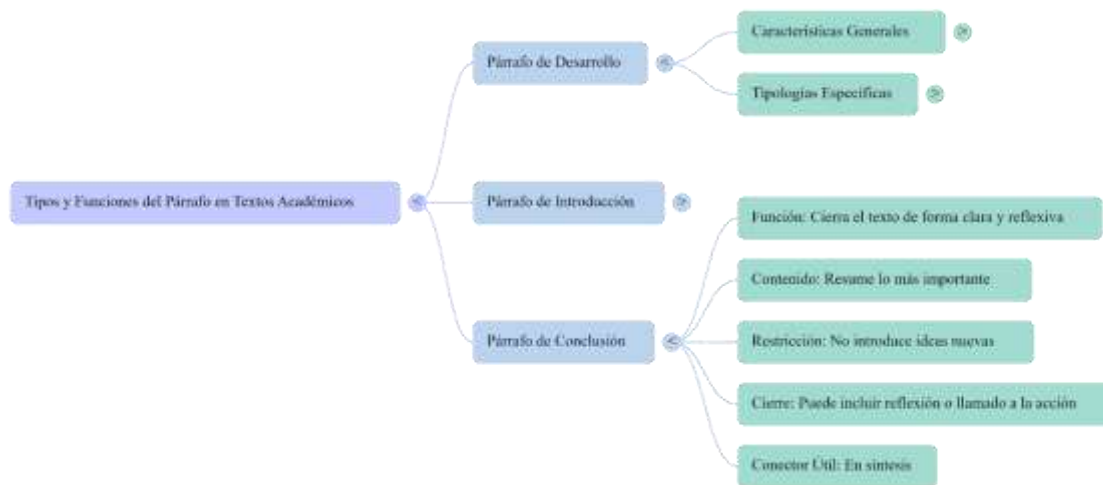 Tipos y Funciones del Párrafo en Textos Académicos
Párrafo de Desarrollo
Características Generales
Tipologías Específicas
Párrafo de Introducción
Párrafo de Conclusión
Función: Cierra el texto de forma clara y reflexiva
Contenido: Resume lo más importante
Restricción: No introduce ideas nuevas
Cierre: Puede incluir reflexión o llamado a la acción
Conector Útil: En síntesis